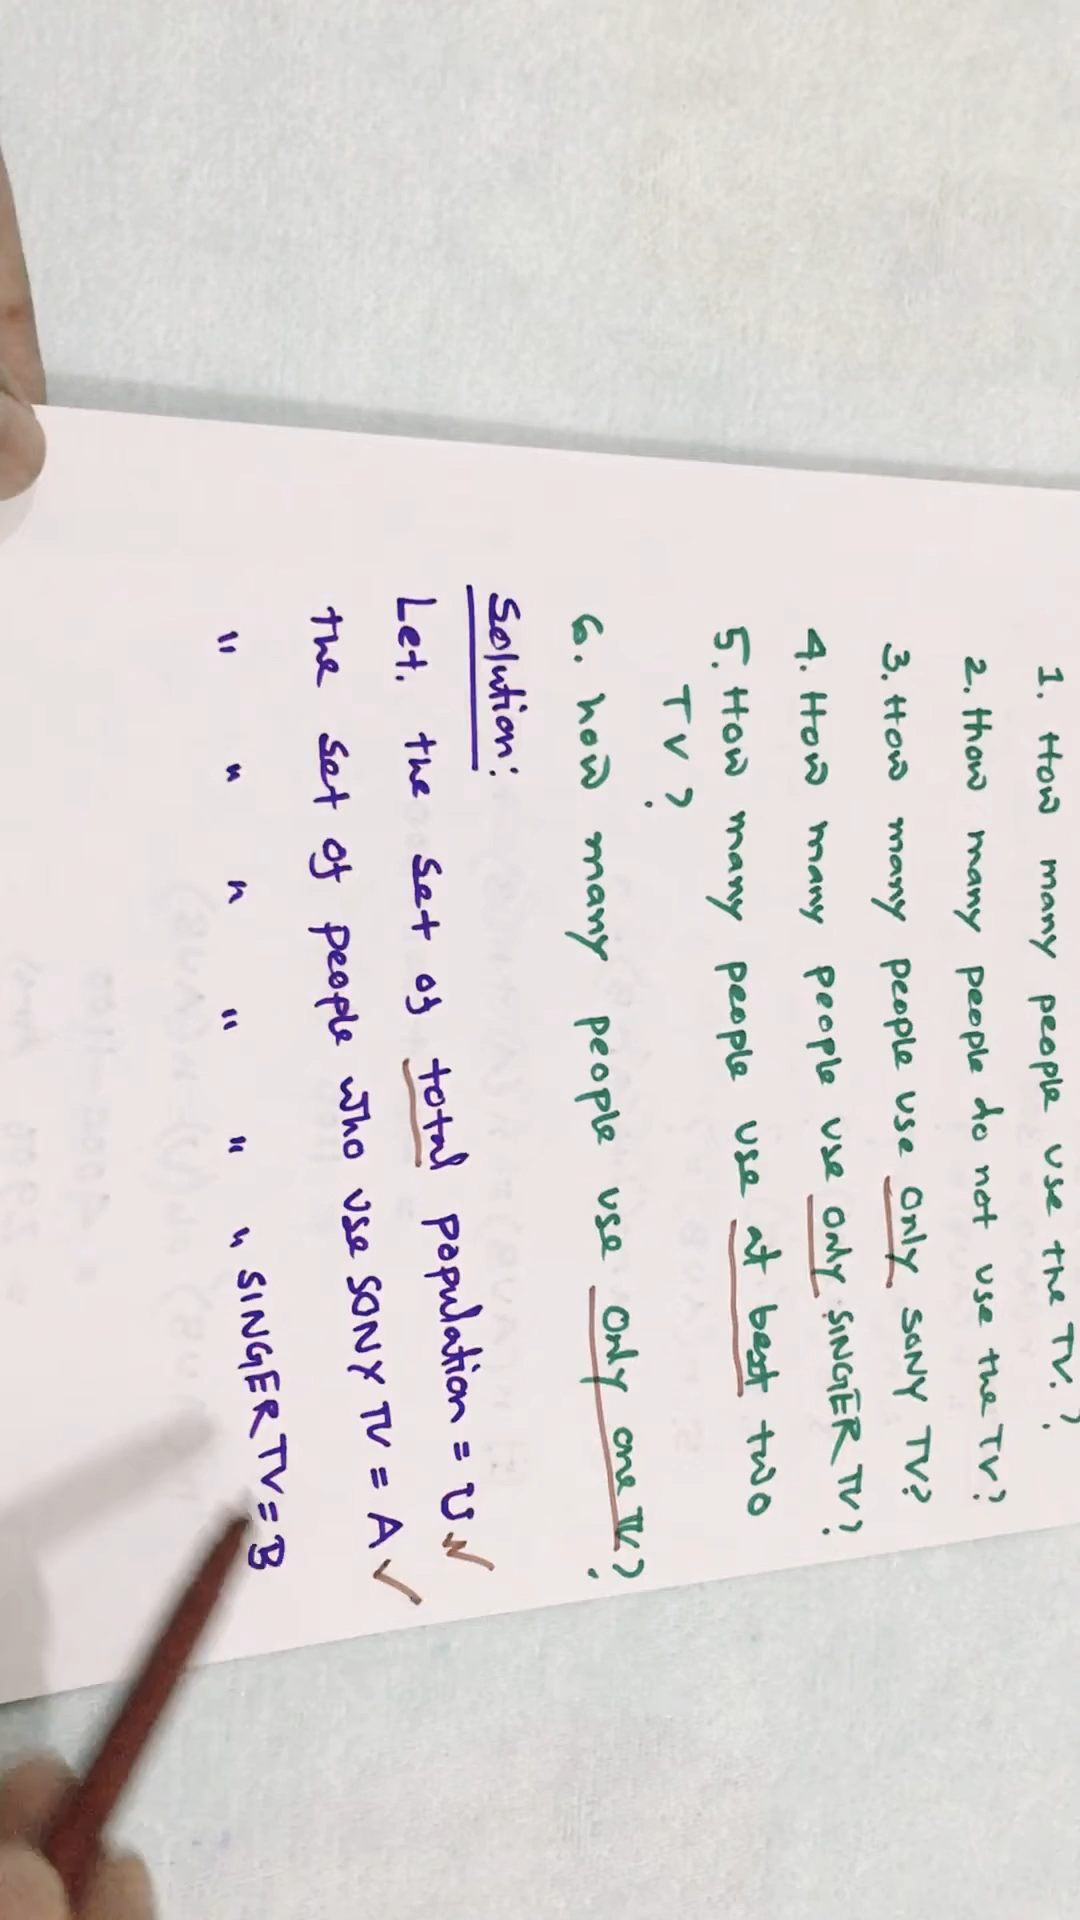 1. How many people use the TV.?
2. How many people do not use the TV?
3. How many people use only SONY TV?
4. How many people use only SINGER TV?
5. How many people use at best two
TV?
6. how many people use only one TV?
Solution:
Let. the set of total population = U
the set of people who use SONY TV = A
" " " " " " SINGER TV = B